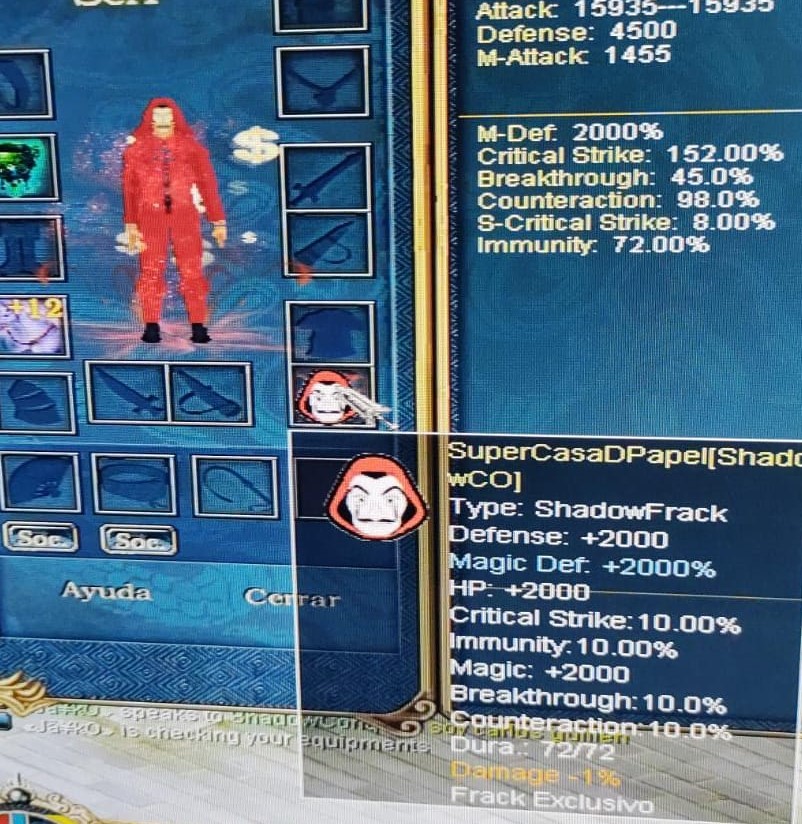 Attack: 15935---15935
Defense: 4500
M-Attack: 1455
M-Def: 2000%
Critical Strike: 152.00%
Breakthrough: 45.0%
Counteraction: 98.0%
S-Critical Strike: 8.00%
Immunity: 72.00%
+12
SuperCasaDPapel[Shado
wCO]
Type: ShadowFrack
Defense: +2000
Magic Def: +2000%
HP: +2000
Critical Strike:10.00%
Immunity:10.00%
Magic: +2000
Breakthrough:10.0%
Counteraction:10.0%
Dura.: 72/72
Damage -1%
Frack Exclusivo
Soc.
Soc.
Ayuda
Cerrar
speaks to
is checking your equipments